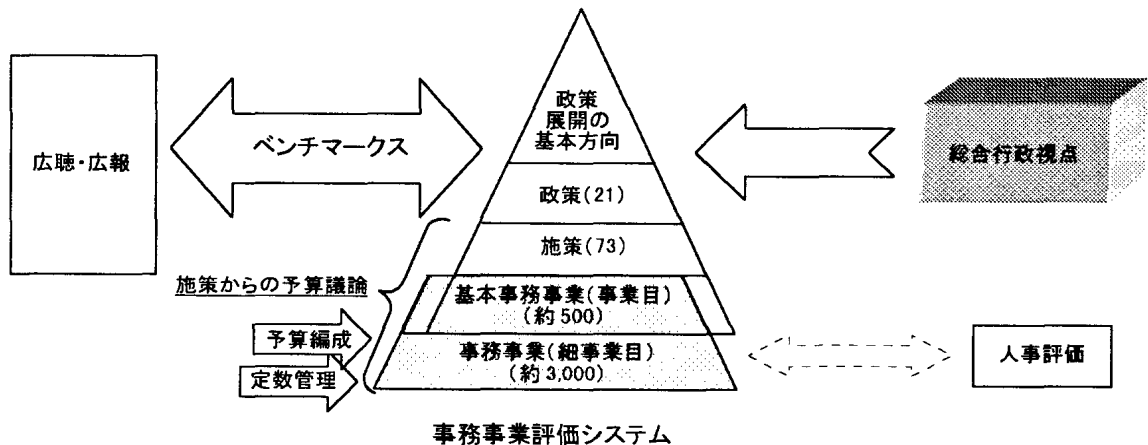 広聴・広報
ベンチマークス
政策
展開の
基本方向
総合行政視点
政策(21)
施策(73)
施策からの予算議論
基本事務事業(事業目)
(約500)
予算編成
定数管理
事務事業(細事業目)
(約3,000)
人事評価
事務事業評価システム